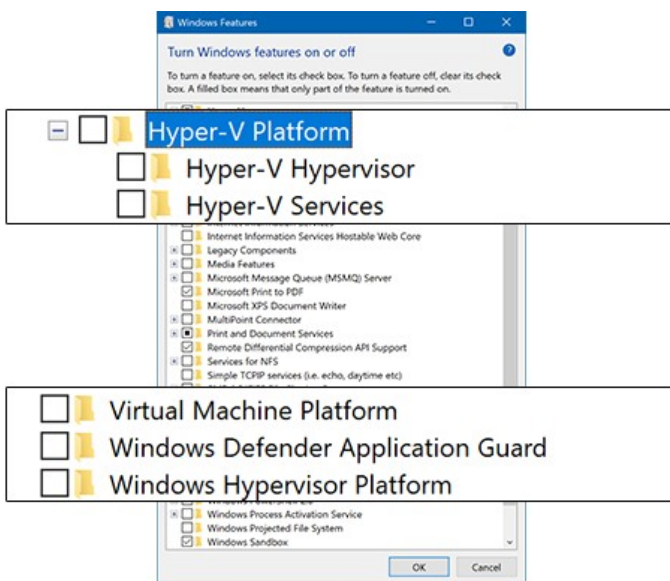 Windows Features
Turn Windows features on or off
To turn a feature on, select its check box. To turn a feature off, clear its check
box. A filled box means that only part of the feature is turned on.
Hyper-V Platform
Hyper-V Hypervisor
Hyper-V Services
Internet Information Services Hostable Web Core
Legacy Components
Media Features
Microsoft Message Queue (MSMQ) Server
Microsoft Print to PDF
Microsoft XPS Document Writer
MultiPoint Connector
Print and Document Services
Remote Differential Compression API Support
Services for NFS
Simple TCPIP services (i.e. echo, daytime etc)
Virtual Machine Platform
Windows Defender Application Guard
Windows Hypervisor Platform
Windows Process Activation Service
Windows Projected File System
Windows Sandbox
OK
Cancel